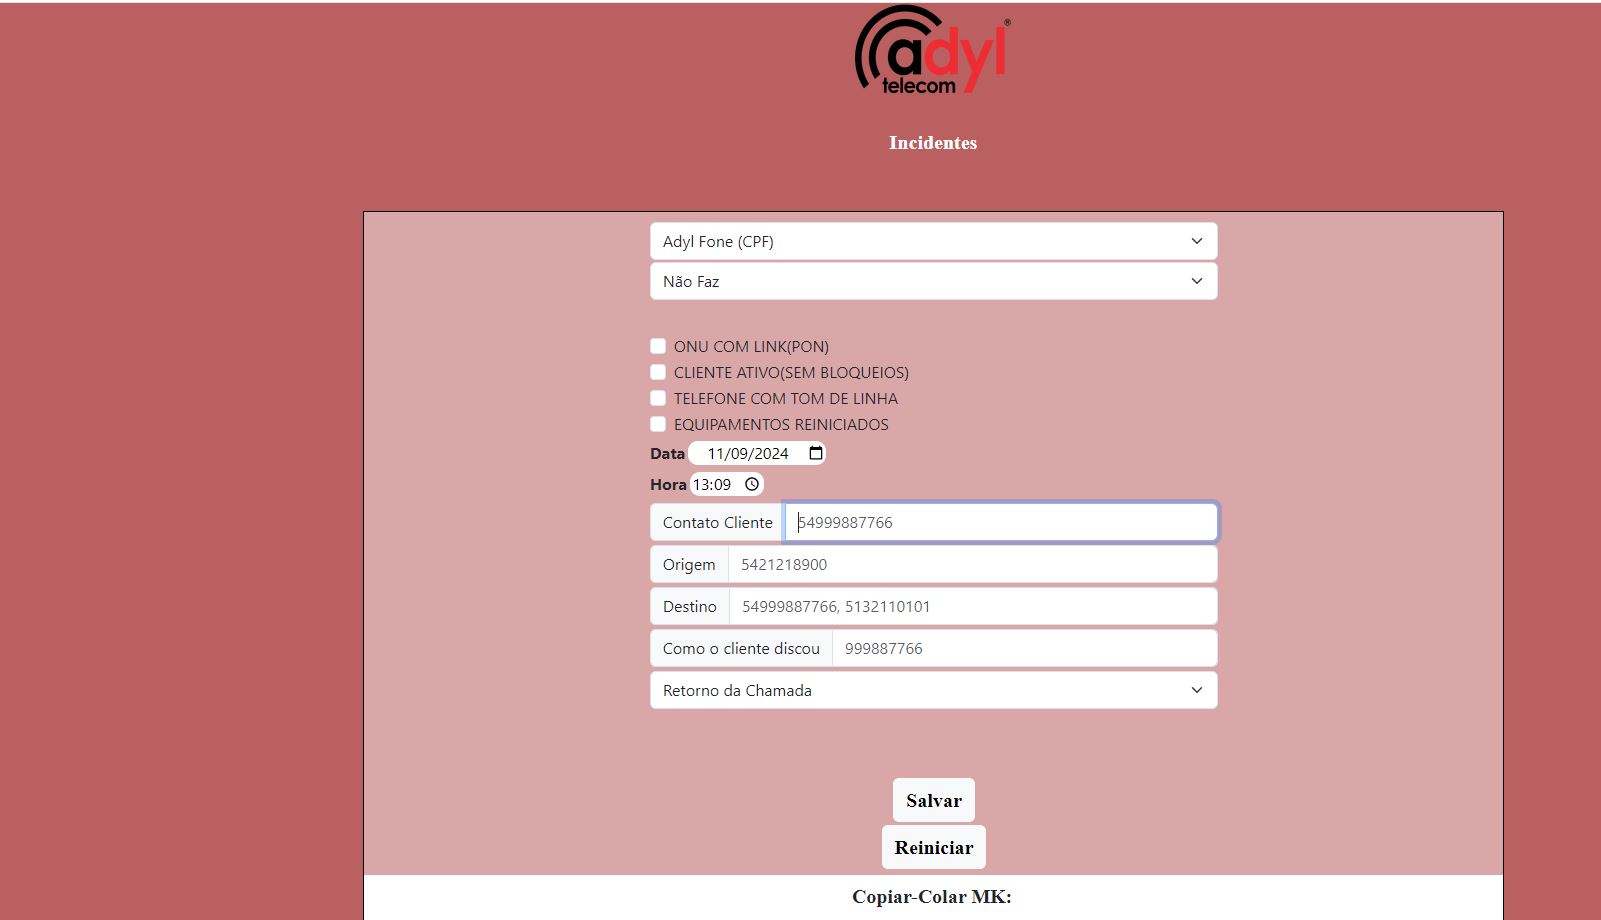 adyl®
telecom
Incidentes
Adyl Fone (CPF)
Não Faz
ONU COM LINK(PON)
CLIENTE ATIVO(SEM BLOQUEIOS)
TELEFONE COM TOM DE LINHA
EQUIPAMENTOS REINICIADOS
Data 11/09/2024
Hora 13:09
Contato Cliente 54999887766
Origem 5421218900
Destino 54999887766, 5132110101
Como o cliente discou 999887766
Retorno da Chamada
Salvar
Reiniciar
Copiar-Colar MK: